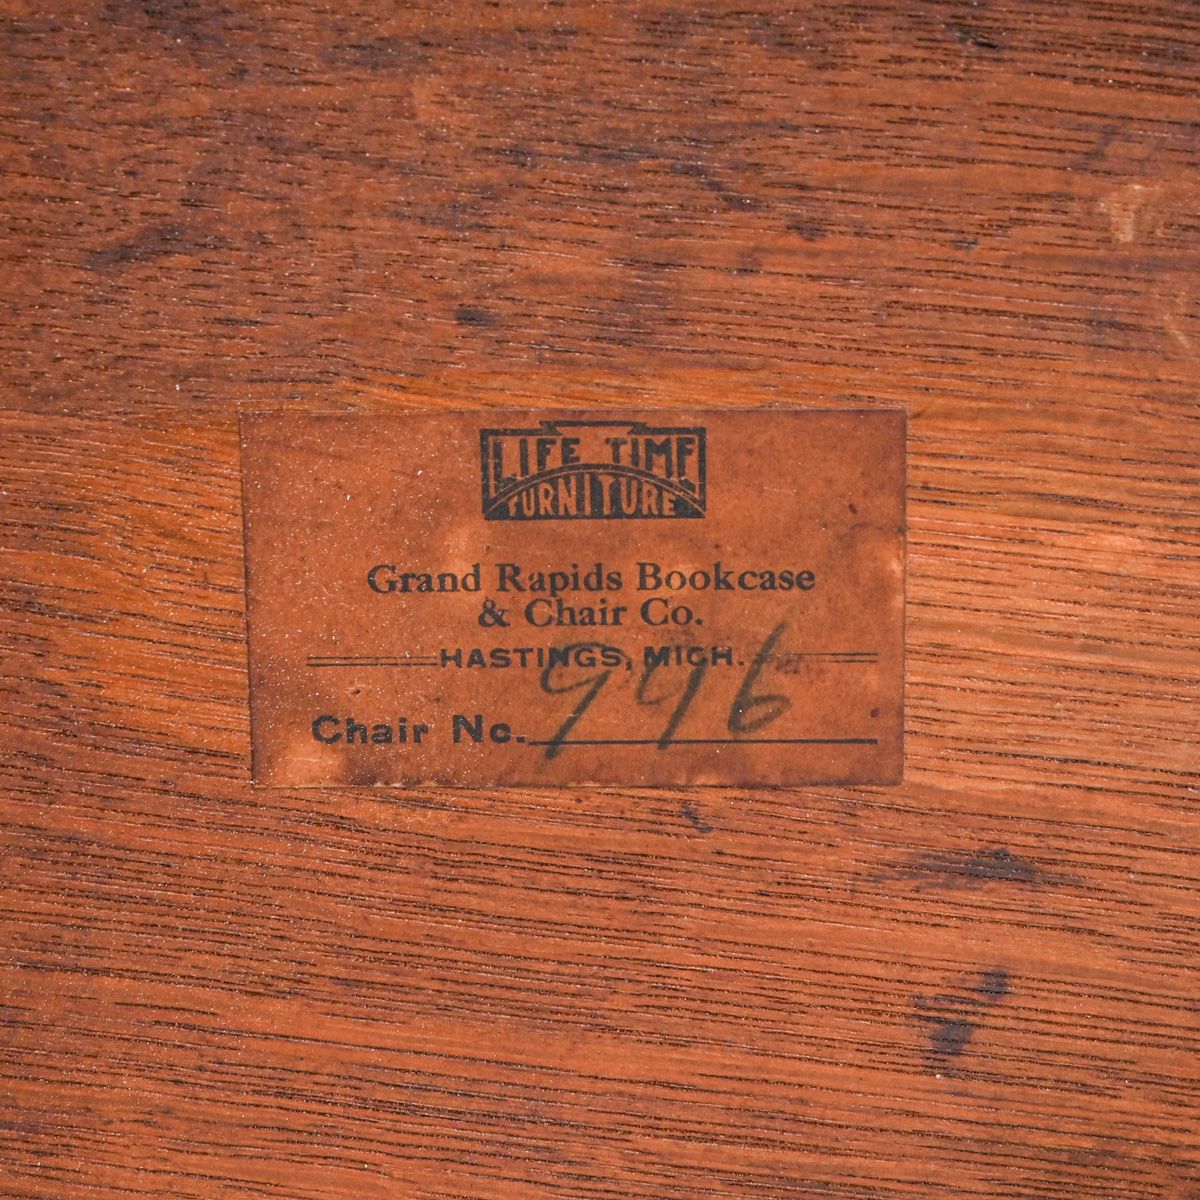 LIFE TIME
FURNITURE
Grand Rapids Bookcase
& Chair Co.
HASTINGS, MICH.
Chair No. 996